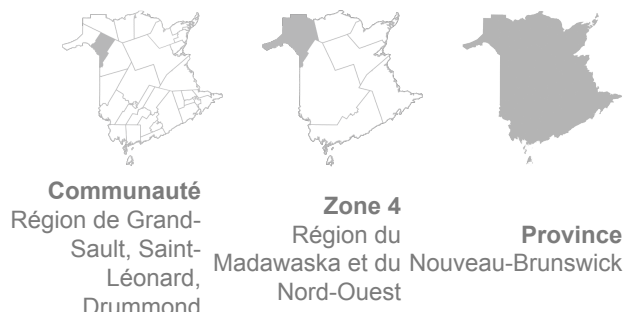 Communauté
Région de Grand-
Sault, Saint-
Léonard,
Drummond
Zone 4
Région du
Madawaska et du
Nord-Ouest
Province
Nouveau-Brunswick